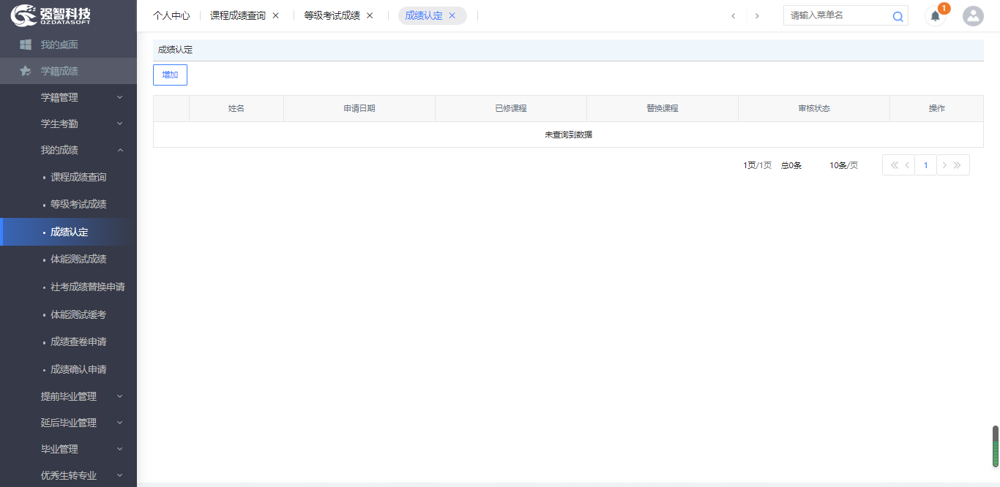 强智科技
QZDATASOFT
个人中心
课程成绩查询
等级考试成绩
成绩认定
请输入菜单名
1
我的桌面
学籍成绩
学籍管理
学生考勤
我的成绩
课程成绩查询
等级考试成绩
成绩认定
体能测试成绩
社考成绩替换申请
体能测试缓考
成绩查卷申请
成绩确认申请
提前毕业管理
延后毕业管理
毕业管理
优秀生转专业
成绩认定
增加
姓名 申请日期 已修课程 替换课程 审核状态 操作
未查询到数据
1页/1页 总0条 10条/页 1